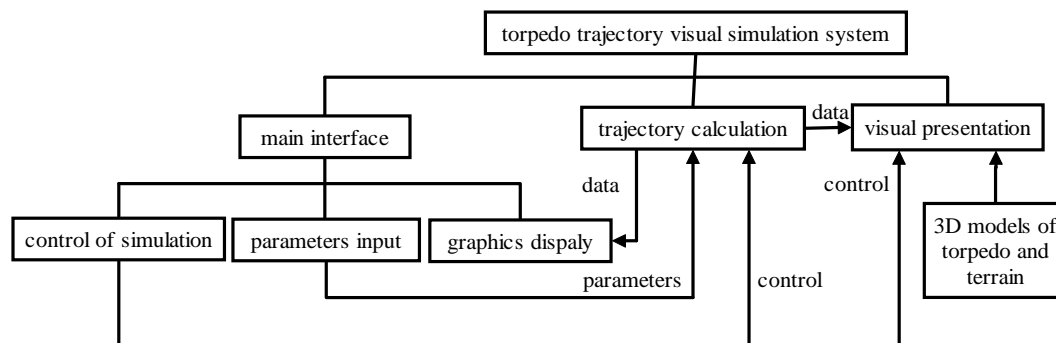 torpedo trajectory visual simulation system
main interface
trajectory calculation
data
visual presentation
data
control
control of simulation
parameters input
graphics dispaly
3D models of
torpedo and
terrain
parameters
control